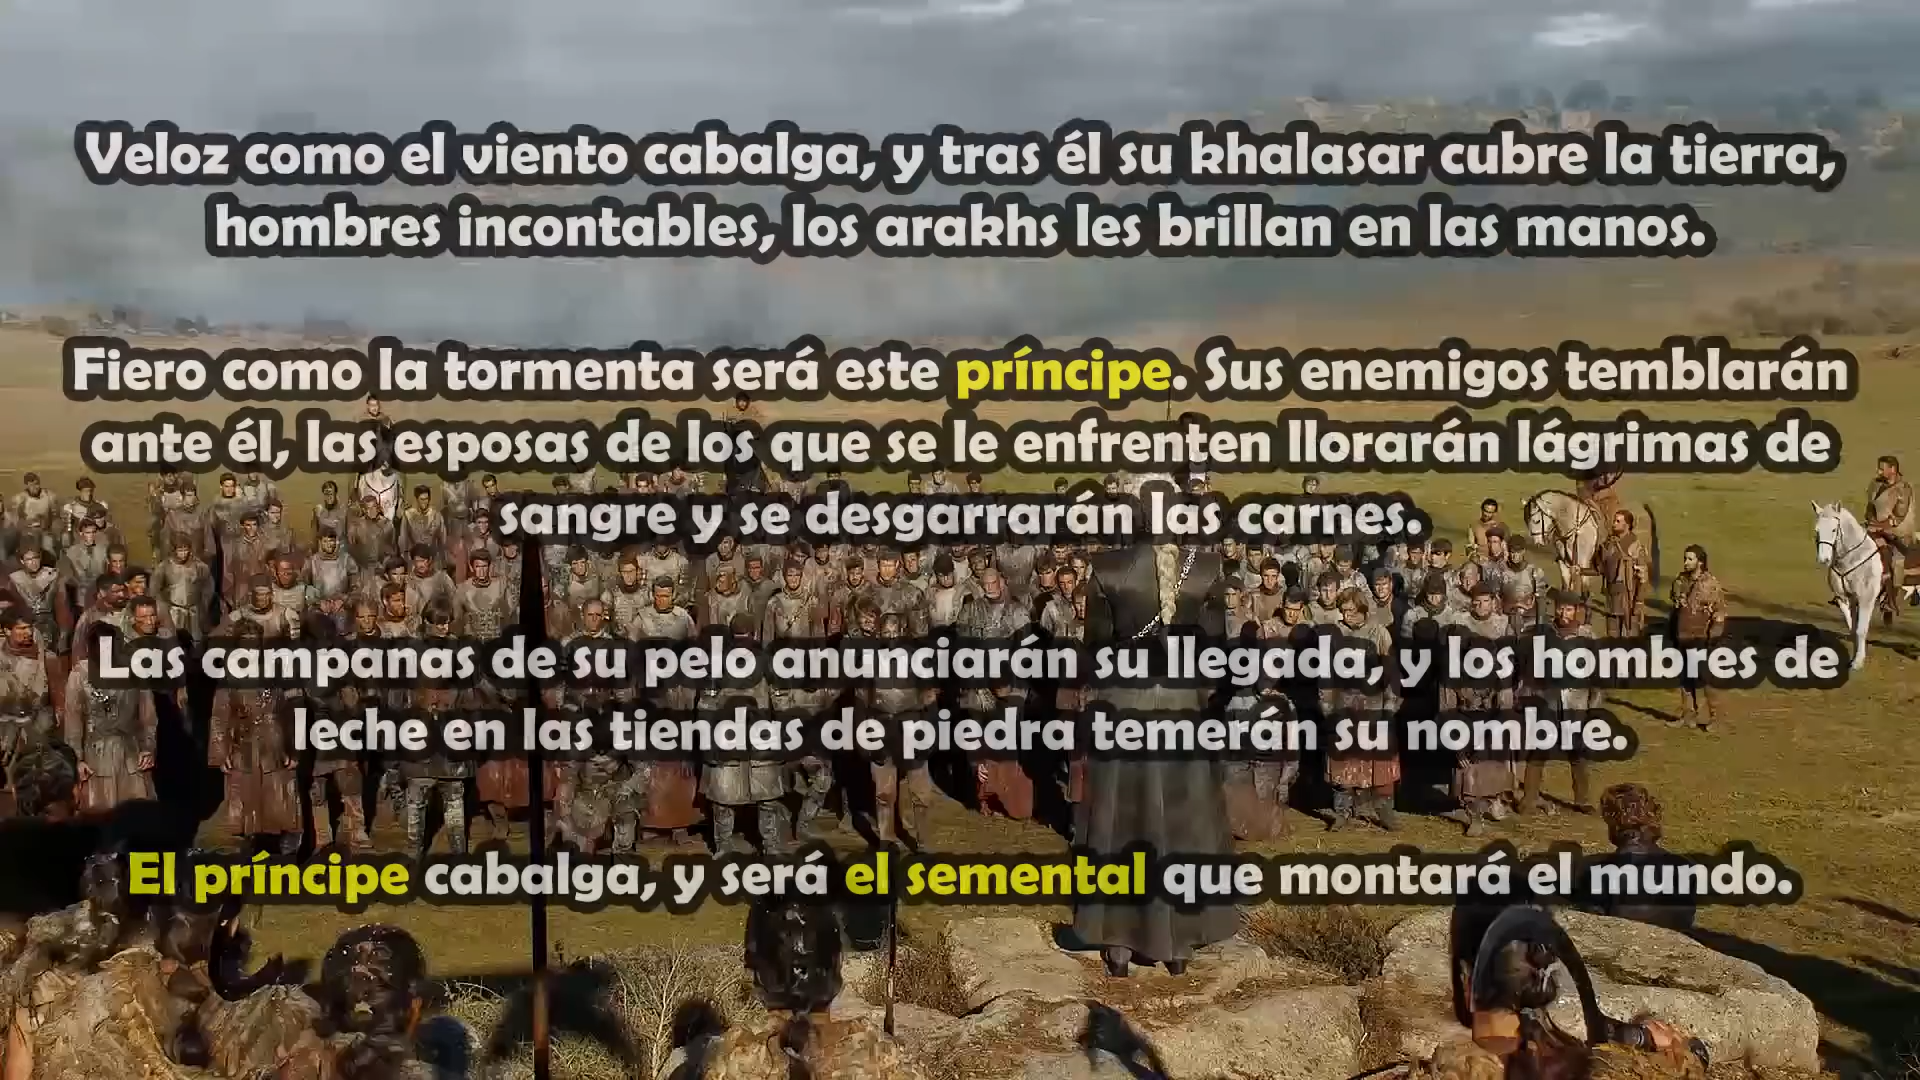 Veloz como el viento cabalga, y tras él su khalasar cubre la tierra,
hombres incontables, los arakhs les brillan en las manos.
Fiero como la tormenta será este príncipe. Sus enemigos temblarán
ante él, las esposas de los que se le enfrenten llorarán lágrimas de
sangre y se desgarrarán las carnes.
Las campanas de su pelo anunciarán su llegada, y los hombres de
leche en las tiendas de piedra temerán su nombre.
El príncipe cabalga, y será el semental que montará el mundo.